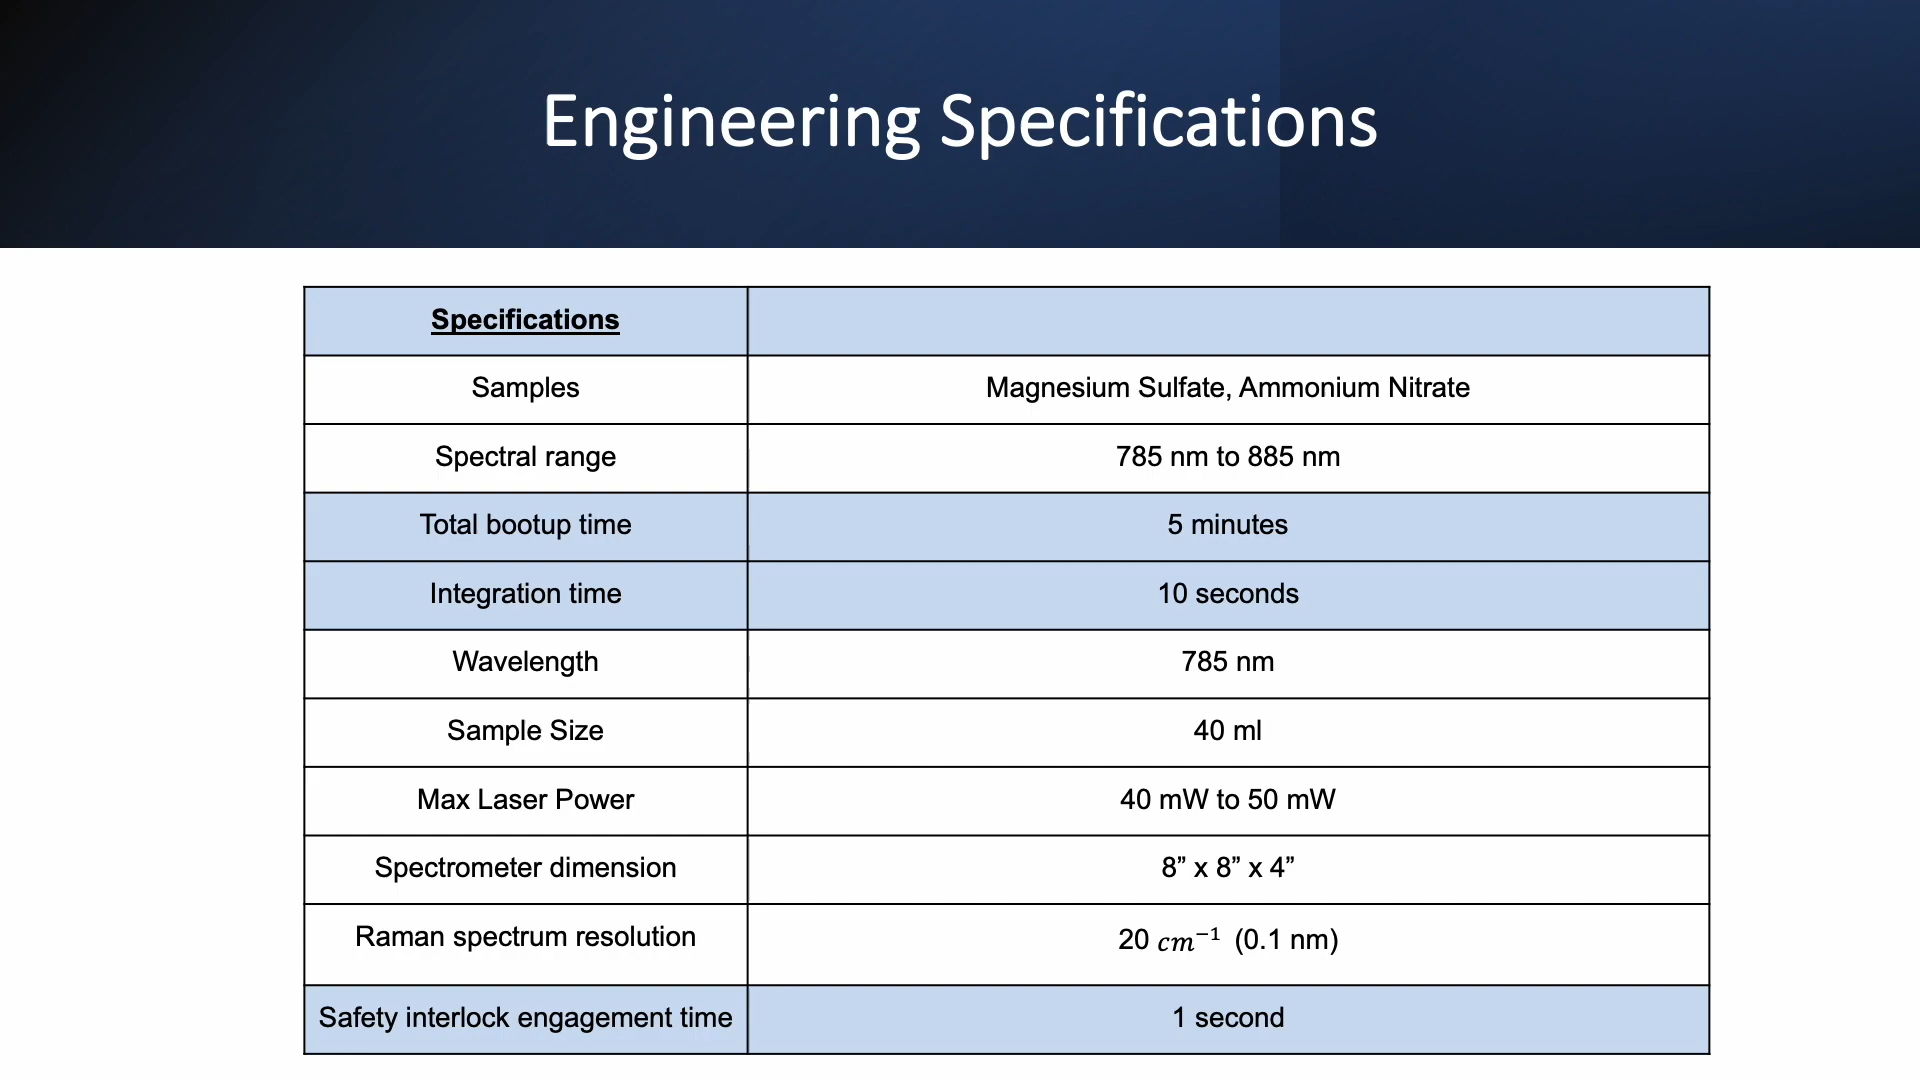 Engineering Specifications
Specifications
Samples Magnesium Sulfate, Ammonium Nitrate
Spectral range 785 nm to 885 nm
Total bootup time 5 minutes
Integration time 10 seconds
Wavelength 785 nm
Sample Size 40 ml
Max Laser Power 40 mW to 50 mW
Spectrometer dimension 8” x 8” x 4”
Raman spectrum resolution 20 cm⁻¹ (0.1 nm)
Safety interlock engagement time 1 second